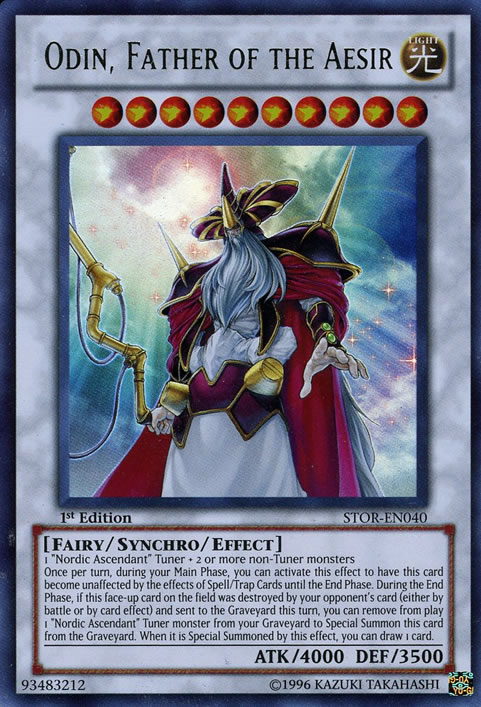 ODIN, FATHER OF THE AESIR
LIGHT
光
1st Edition
STOR-EN040
[FAIRY/SYNCHRO/EFFECT]
1 "Nordic Ascendant" Tuner + 2 or more non-Tuner monsters
Once per turn, during your Main Phase, you can activate this effect to have this card
become unaffected by the effects of Spell/Trap Cards until the End Phase. During the End
Phase, if this face-up card on the field was destroyed by your opponent's card (either by
battle or by card effect) and sent to the Graveyard this turn, you can remove from play
1 "Nordic Ascendant" Tuner monster from your Graveyard to Special Summon this card
from the Graveyard. When it is Special Summoned by this effect, you can draw 1 card.
ATK/4000 DEF/3500
93483212
©1996 KAZUKI TAKAHASHI